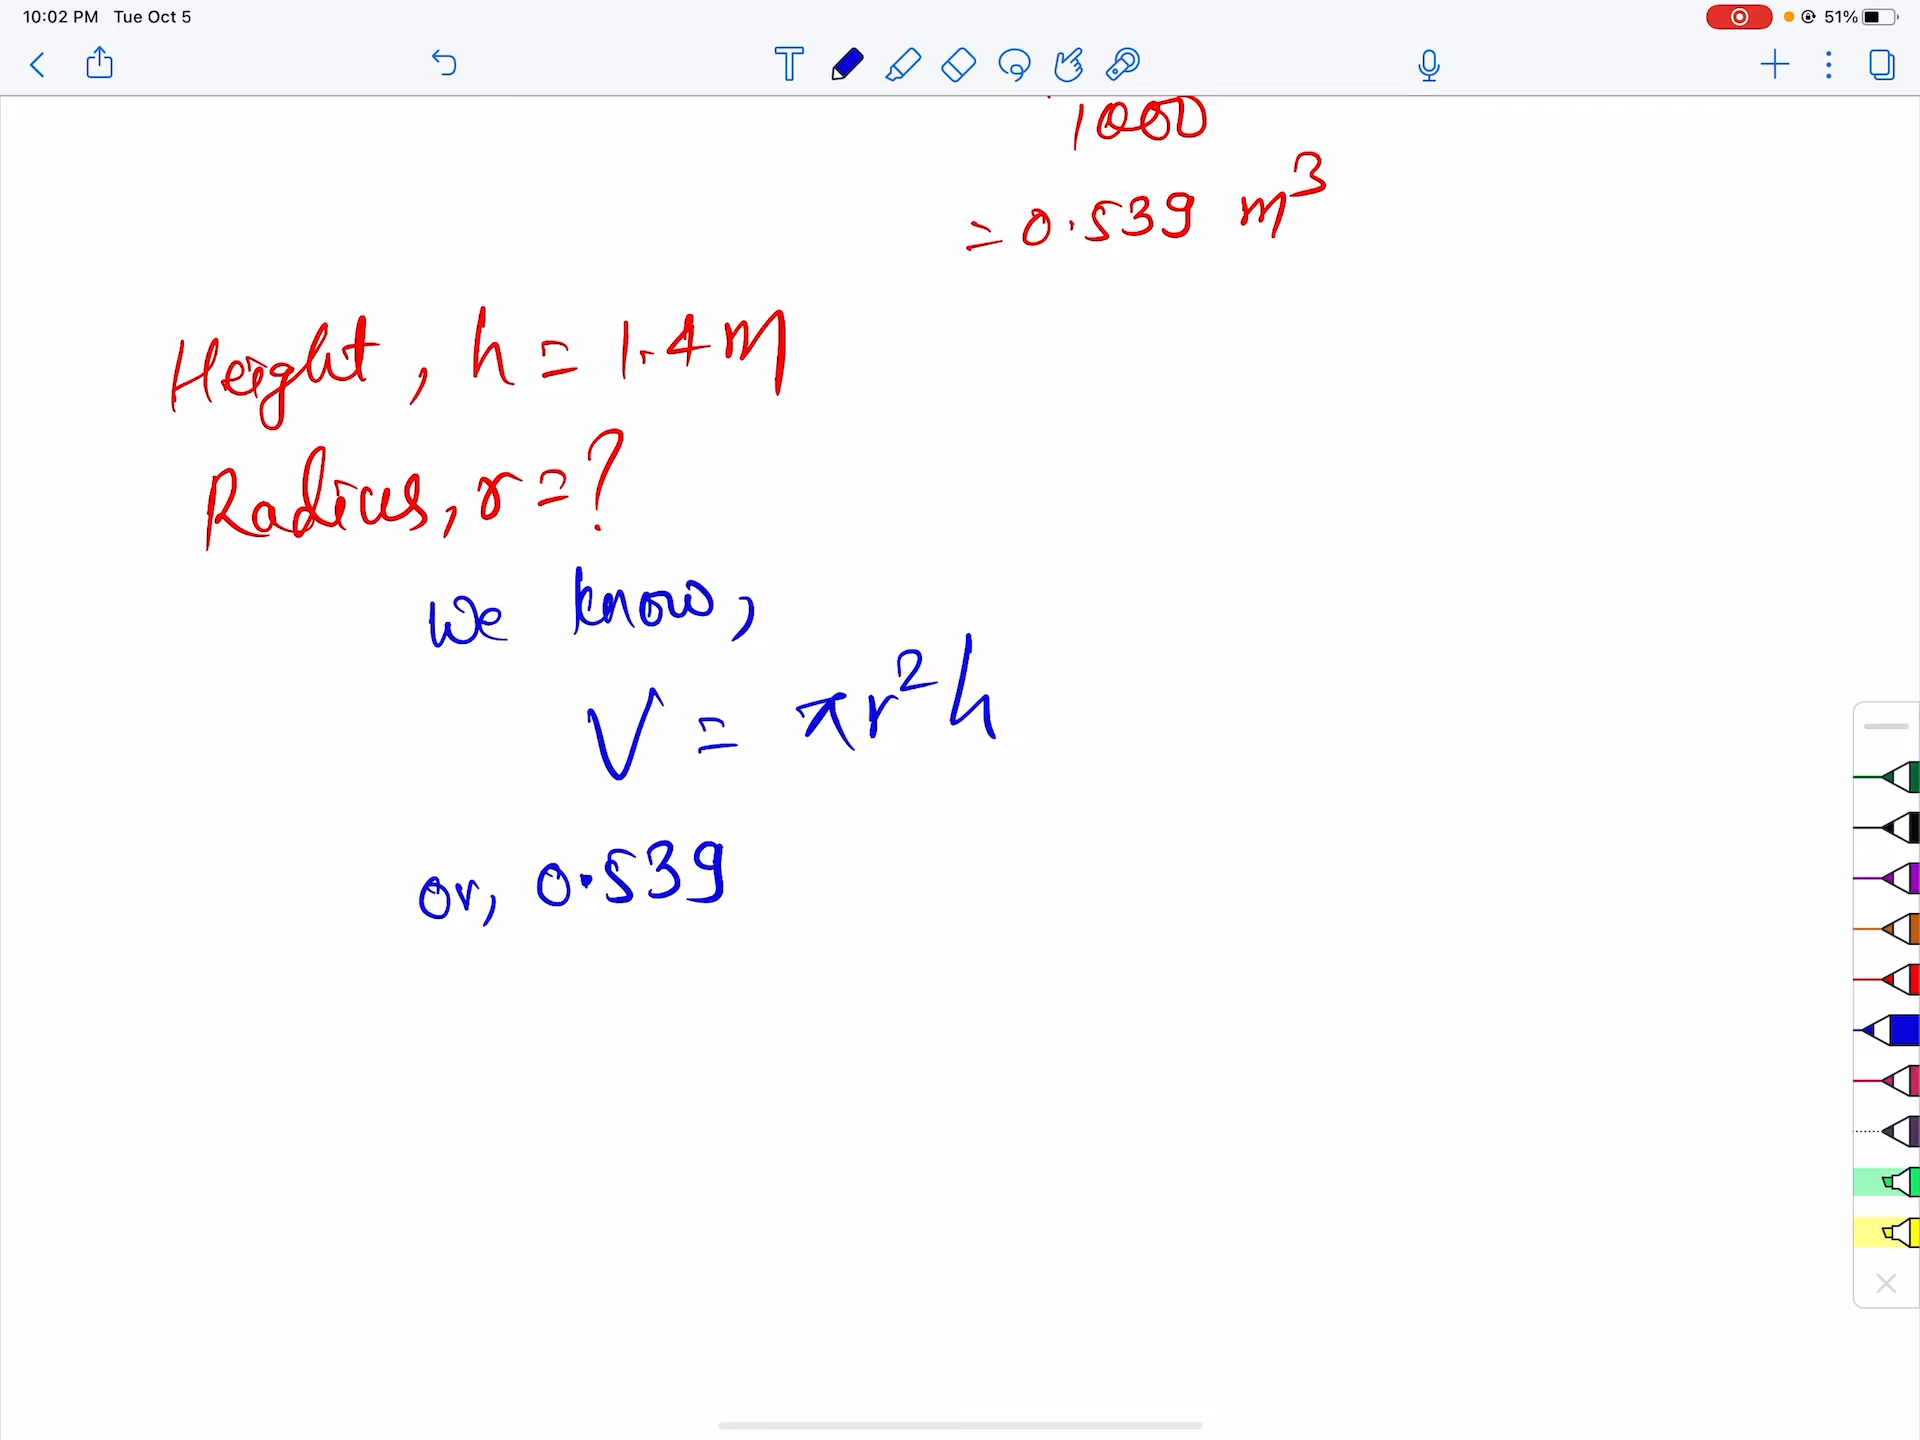 10:02 PM Tue Oct 5
51%
1000
= 0.539 m³
Height, h = 1.4 m
Radius, r = ?
We know,
V = πr²h
or, 0.539